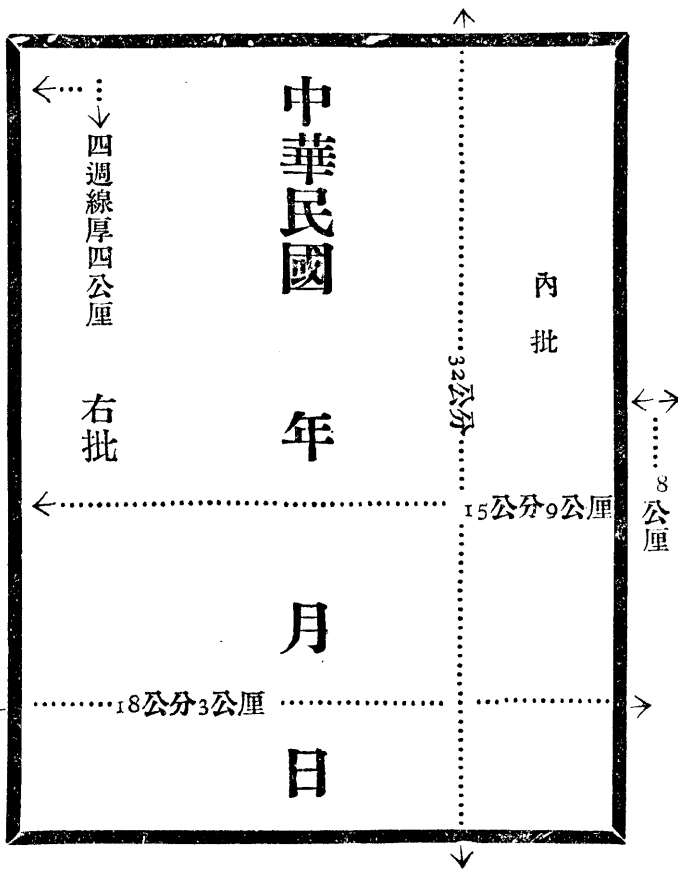 8公厘
內批
32公分
15公分9公厘
中華民國　年　月　日
18公分3公厘
四週線厚四公厘
右批